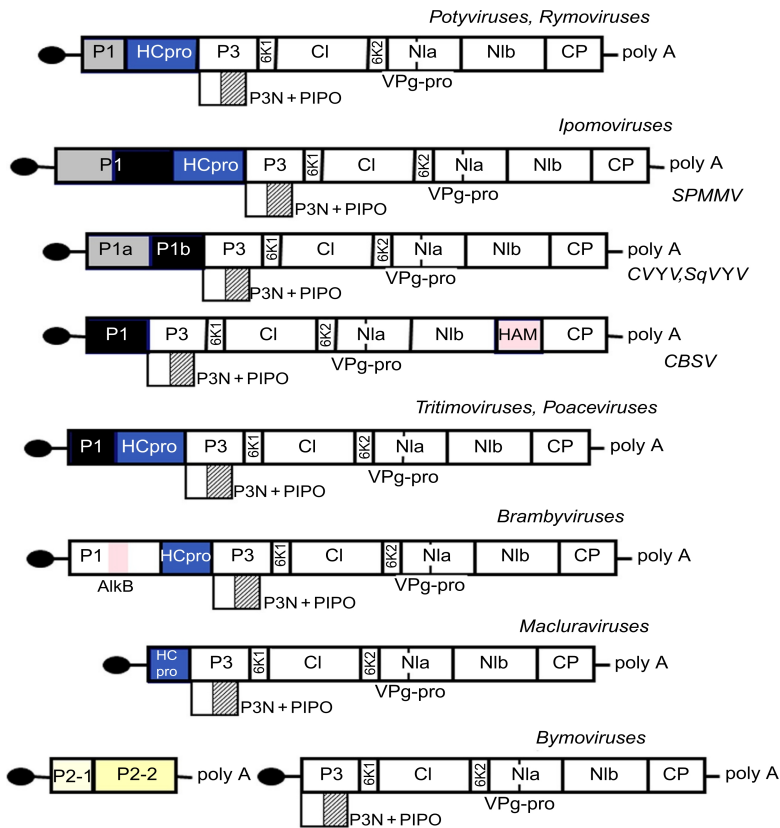 Potyviruses, Rymoviruses
P1 HCpro P3 6K1 CI 6K2 NIa NIb CP poly A
VPg-pro
P3N + PIPO
Ipomoviruses
P1 HCpro P3 6K1 CI 6K2 NIa NIb CP poly A
VPg-pro
P3N + PIPO
SPMMV
P1a P1b P3 6K1 CI 6K2 NIa NIb CP poly A
VPg-pro
CVYV,SqVYV
P3N + PIPO
P1 P3 6K1 CI 6K2 NIa NIb HAM CP poly A
VPg-pro
CBSV
P3N + PIPO
Tritimoviruses, Poaceviruses
P1 HCpro P3 6K1 CI 6K2 NIa NIb CP poly A
VPg-pro
P3N + PIPO
Brambyviruses
P1 HCpro P3 6K1 CI 6K2 NIa NIb CP poly A
AlkB
VPg-pro
P3N + PIPO
Macluraviruses
HC
pro
P3 6K1 CI 6K2 NIa NIb CP poly A
VPg-pro
P3N + PIPO
Bymoviruses
P2-1 P2-2 poly A
P3 6K1 CI 6K2 NIa NIb CP poly A
VPg-pro
P3N + PIPO